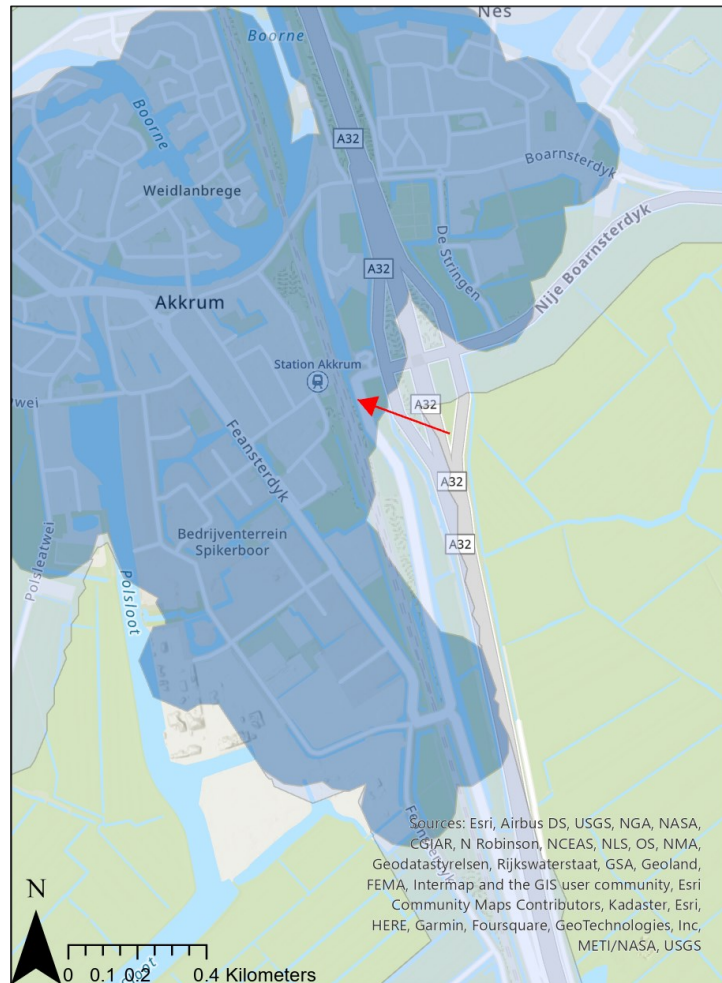 Nes
Boorne
A32
Boorne
Boarnsterdyk
Weidlanbrege
Nije Boarnsterdyk
De Stringen
A32
Akkrum
Station Akkrum
A32
wei
Feansterdyk
A32
Bedrijventerrein
Spikerboor
A32
Polsleatwei
Polsloot
Sources: Esri, Airbus DS, USGS, NGA, NASA,
CGIAR, N Robinson, NCEAS, NLS, OS, NMA,
Geodatastyrelsen, Rijkswaterstaat, GSA, Geoland,
FEMA, Intermap and the GIS user community, Esri
Community Maps Contributors, Kadaster, Esri,
HERE, Garmin, Foursquare, GeoTechnologies, Inc,
METI/NASA, USGS
N
0 0.1 0.2 0.4 Kilometers